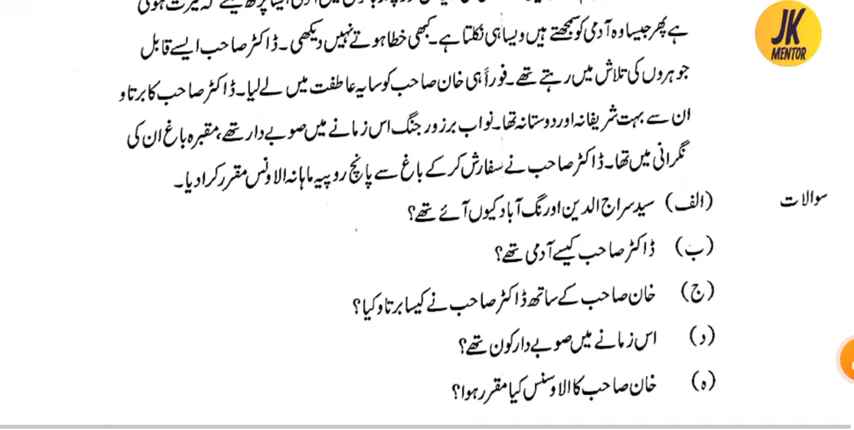 ہے پھر جیسا وہ آدمی کو سمجھتے ہیں ویسا ہی نکلتا ہے۔ کبھی خطا ہوتے نہیں دیکھی۔ ڈاکٹر صاحب ایسے قابل
جوہروں کی تلاش میں رہتے تھے۔ فوراً ہی خان صاحب کو سایہ عاطفت میں لے لیا۔ ڈاکٹر صاحب کا برتاو
ان سے بہت شریفانہ اور دوستانہ تھا۔ نواب برزور جنگ اس زمانے میں صوبے دار تھے، مقبرہ باغ ان کی
نگرانی میں تھا۔ ڈاکٹر صاحب نے سفارش کر کے باغ سے پانچ روپیہ ماہانہ الاونس مقرر کرا دیا۔
سوالات (الف) سید سراج الدین اورنگ آباد کیوں آئے تھے؟
(ب) ڈاکٹر صاحب کیسے آدمی تھے؟
(ج) خان صاحب کے ساتھ ڈاکٹر صاحب نے کیسا برتاو کیا؟
(د) اس زمانے میں صوبے دار کون تھے؟
(ہ) خان صاحب کا الاوسنس کیا مقرر ہوا؟
JK
MENTOR